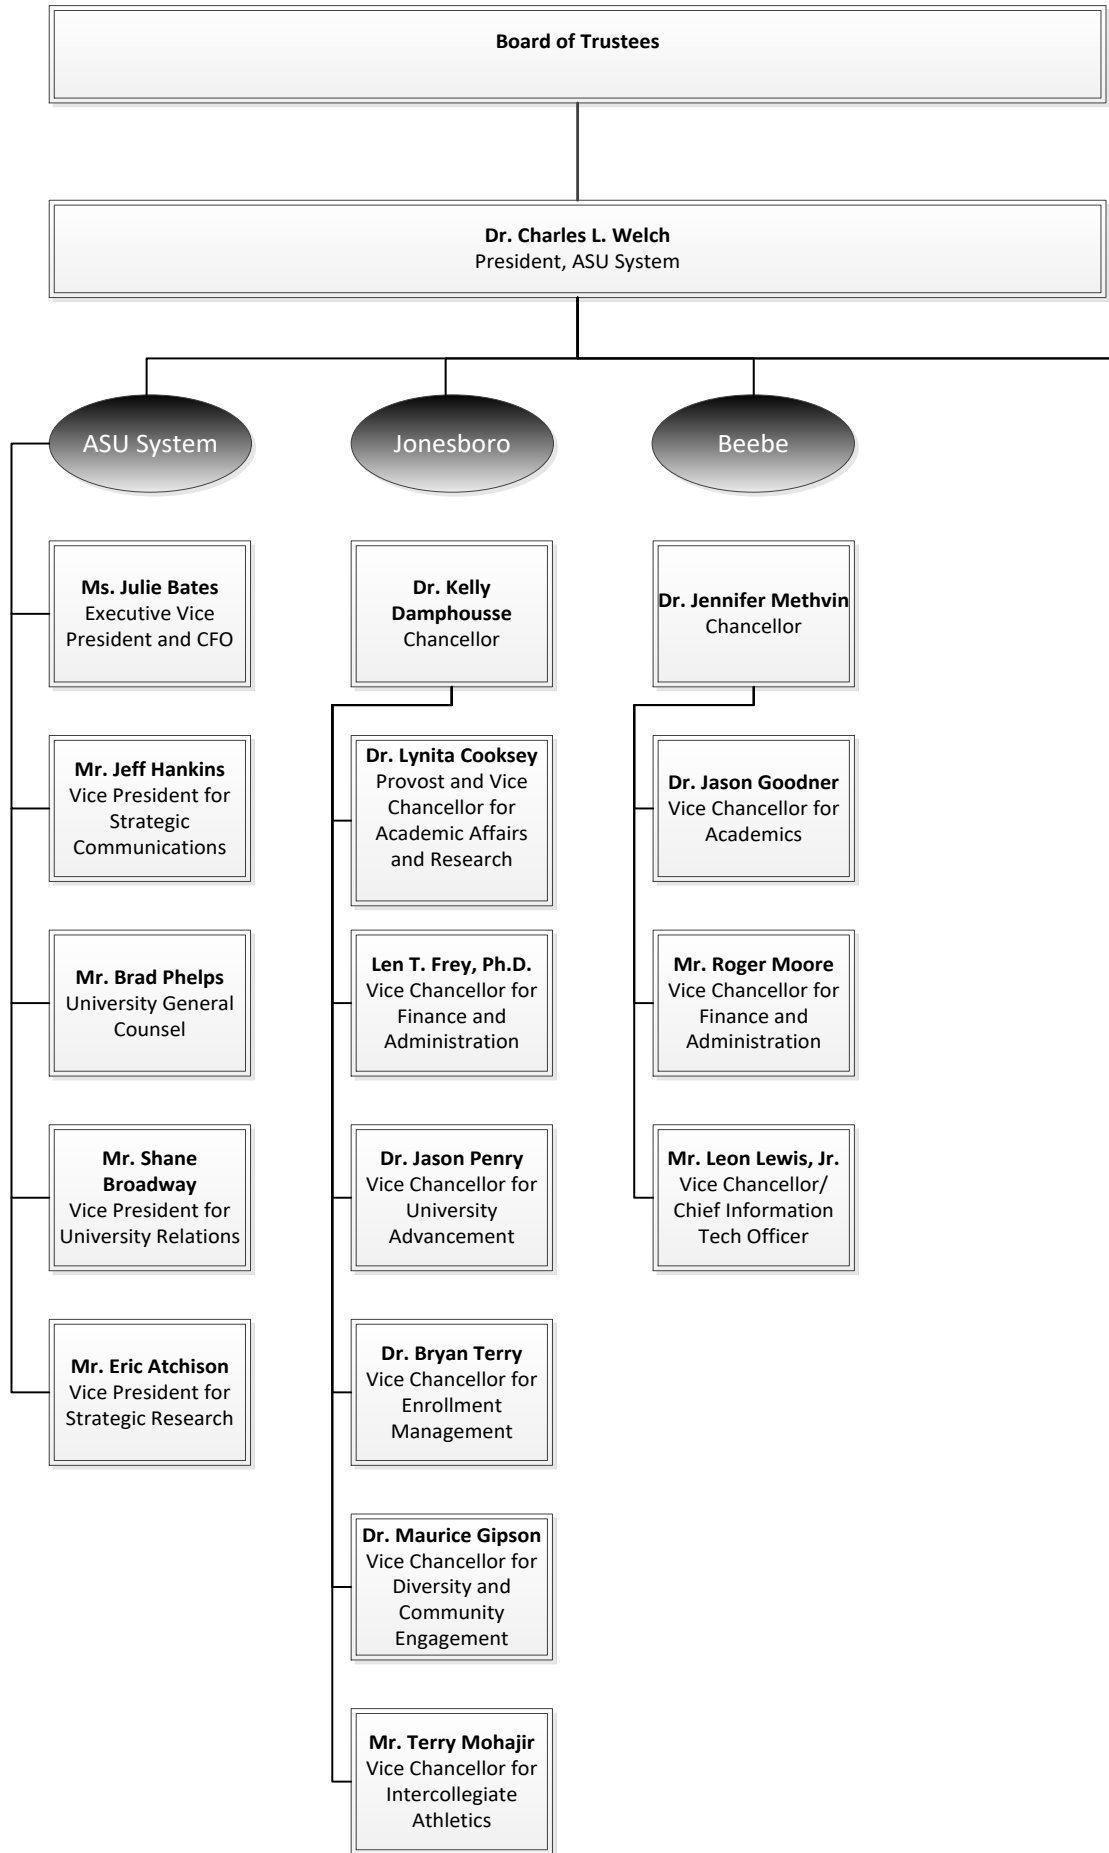 Board of Trustees
Dr. Charles L. Welch
President, ASU System
ASU System
Jonesboro
Beebe
Ms. Julie Bates
Executive Vice
President and CFO
Dr. Kelly
Damphousse
Chancellor
Dr. Jennifer Methvin
Chancellor
Mr. Jeff Hankins
Vice President for
Strategic
Communications
Dr. Lynita Cooksey
Provost and Vice
Chancellor for
Academic Affairs
and Research
Dr. Jason Goodner
Vice Chancellor for
Academics
Mr. Brad Phelps
University General
Counsel
Len T. Frey, Ph.D.
Vice Chancellor for
Finance and
Administration
Mr. Roger Moore
Vice Chancellor for
Finance and
Administration
Mr. Shane
Broadway
Vice President for
University Relations
Dr. Jason Penry
Vice Chancellor for
University
Advancement
Mr. Leon Lewis, Jr.
Vice Chancellor/
Chief Information
Tech Officer
Mr. Eric Atchison
Vice President for
Strategic Research
Dr. Bryan Terry
Vice Chancellor for
Enrollment
Management
Dr. Maurice Gipson
Vice Chancellor for
Diversity and
Community
Engagement
Mr. Terry Mohajir
Vice Chancellor for
Intercollegiate
Athletics